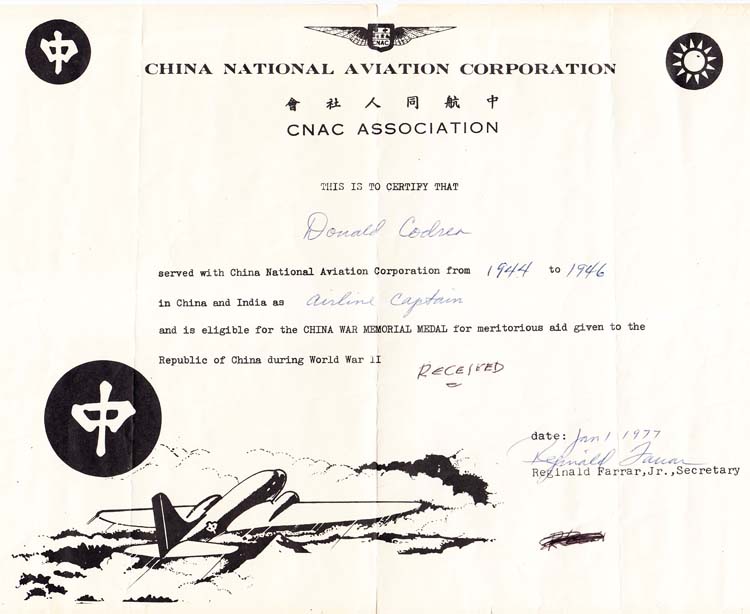 中
CNAC
CHINA NATIONAL AVIATION CORPORATION
會社人同航中
CNAC ASSOCIATION
THIS IS TO CERTIFY THAT
Donald Codrea
served with China National Aviation Corporation from 1944 to 1946
in China and India as airline captain
and is eligible for the CHINA WAR MEMORIAL MEDAL for meritorious aid given to the
Republic of China during World War II
RECEIVED
中
date: Jan 1 1977
Reginald Farrar
Reginald Farrar,Jr.,Secretary